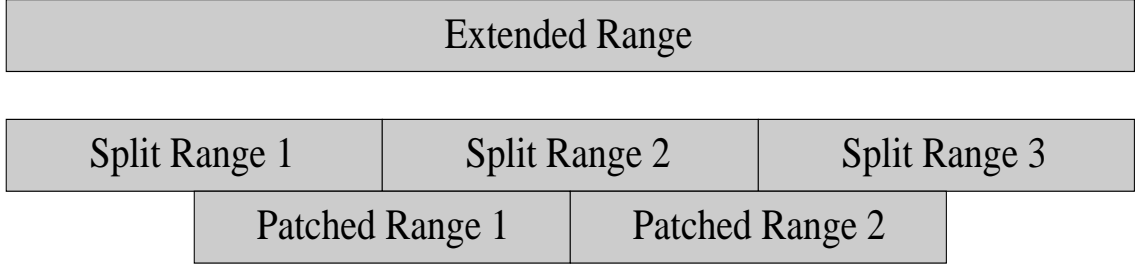 Extended Range
Split Range 1
Split Range 2
Split Range 3
Patched Range 1
Patched Range 2